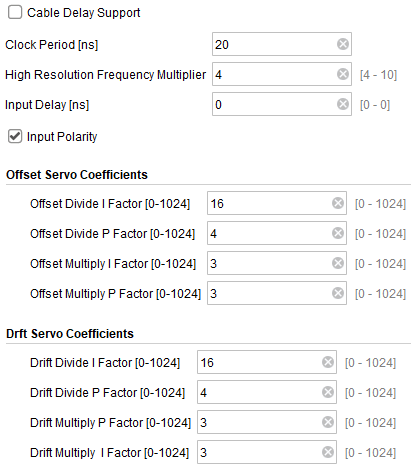 Cable Delay Support
Clock Period [ns] 20
High Resolution Frequency Multiplier 4 [4 - 10]
Input Delay [ns] 0 [0 - 0]
Input Polarity
Offset Servo Coefficients
Offset Divide I Factor [0-1024] 16 [0 - 1024]
Offset Divide P Factor [0-1024] 4 [0 - 1024]
Offset Multiply I Factor [0-1024] 3 [0 - 1024]
Offset Multiply P Factor [0-1024] 3 [0 - 1024]
Drft Servo Coefficients
Drift Divide I Factor [0-1024] 16 [0 - 1024]
Drift Divide P Factor [0-1024] 4 [0 - 1024]
Drift Multiply P Factor [0-1024] 3 [0 - 1024]
Drift Multiply  I Factor [0-1024] 3 [0 - 1024]